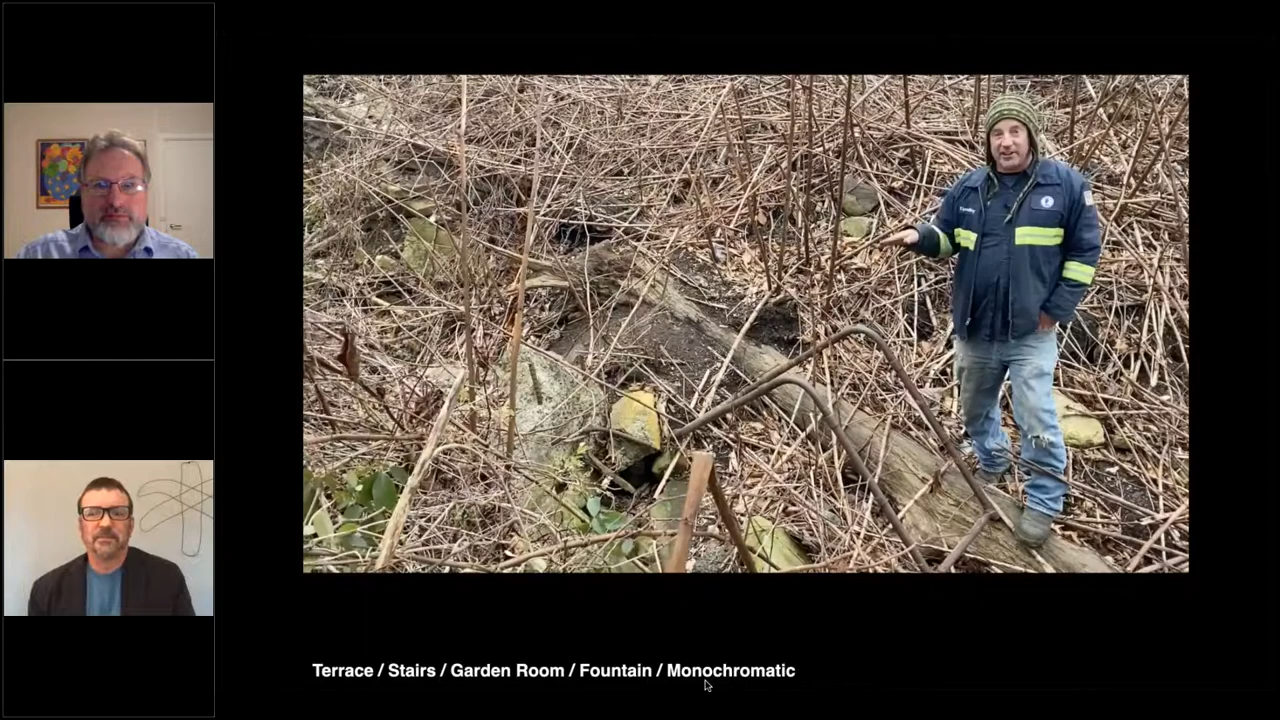 Terrace / Stairs / Garden Room / Fountain / Monochromatic